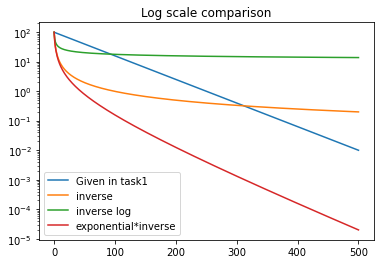 Log scale comparison
10²
10¹
10⁰
10⁻¹
10⁻²
10⁻³
10⁻⁴
10⁻⁵
Given in task1
inverse
inverse log
exponential*inverse
0 100 200 300 400 500